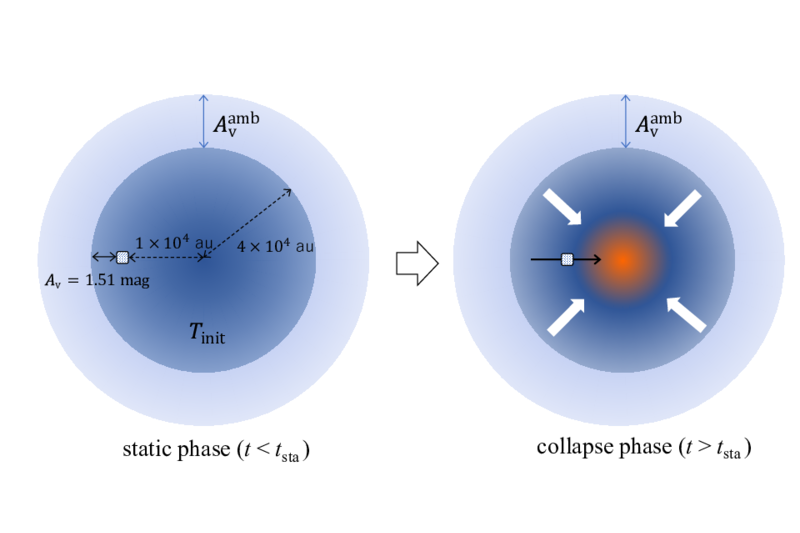 A_v^amb
1 × 10^4 au
4 × 10^4 au
A_v = 1.51 mag
T_init
static phase (t < t_sta)
A_v^amb
collapse phase (t > t_sta)